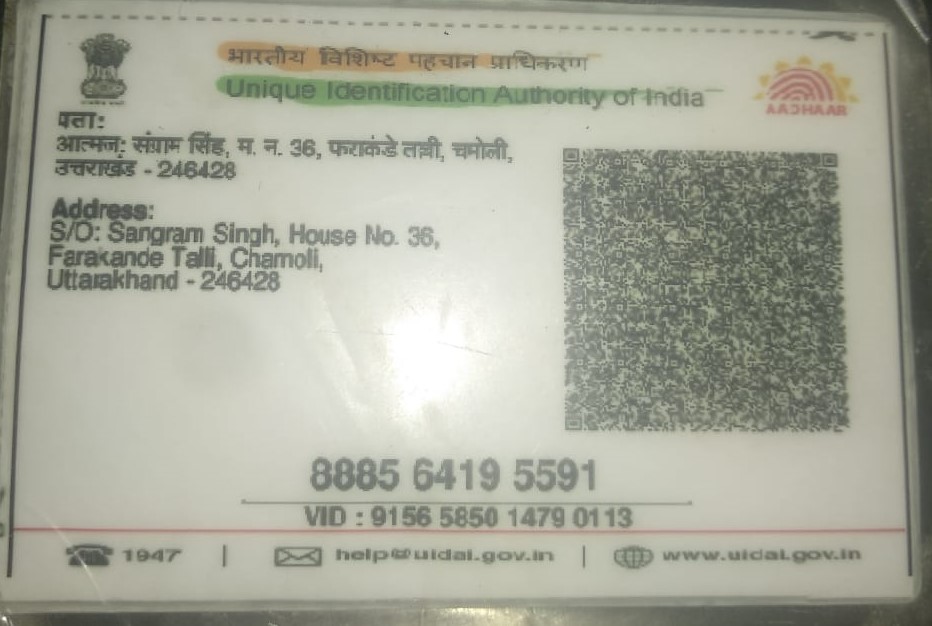 भारतीय विशिष्ट पहचान प्राधिकरण
Unique Identification Authority of India
AADHAAR
पता:
आत्मज: संग्राम सिंह, म. न. 36, फराकंडे तल्ली, चमोली,
उत्तराखंड - 246428
Address:
S/O: Sangram Singh, House No. 36,
Farakande Talli, Chamoli,
Uttarakhand - 246428
8885 6419 5591
VID : 9156 5850 1479 0113
1947 | help@uidai.gov.in | www.uidai.gov.in